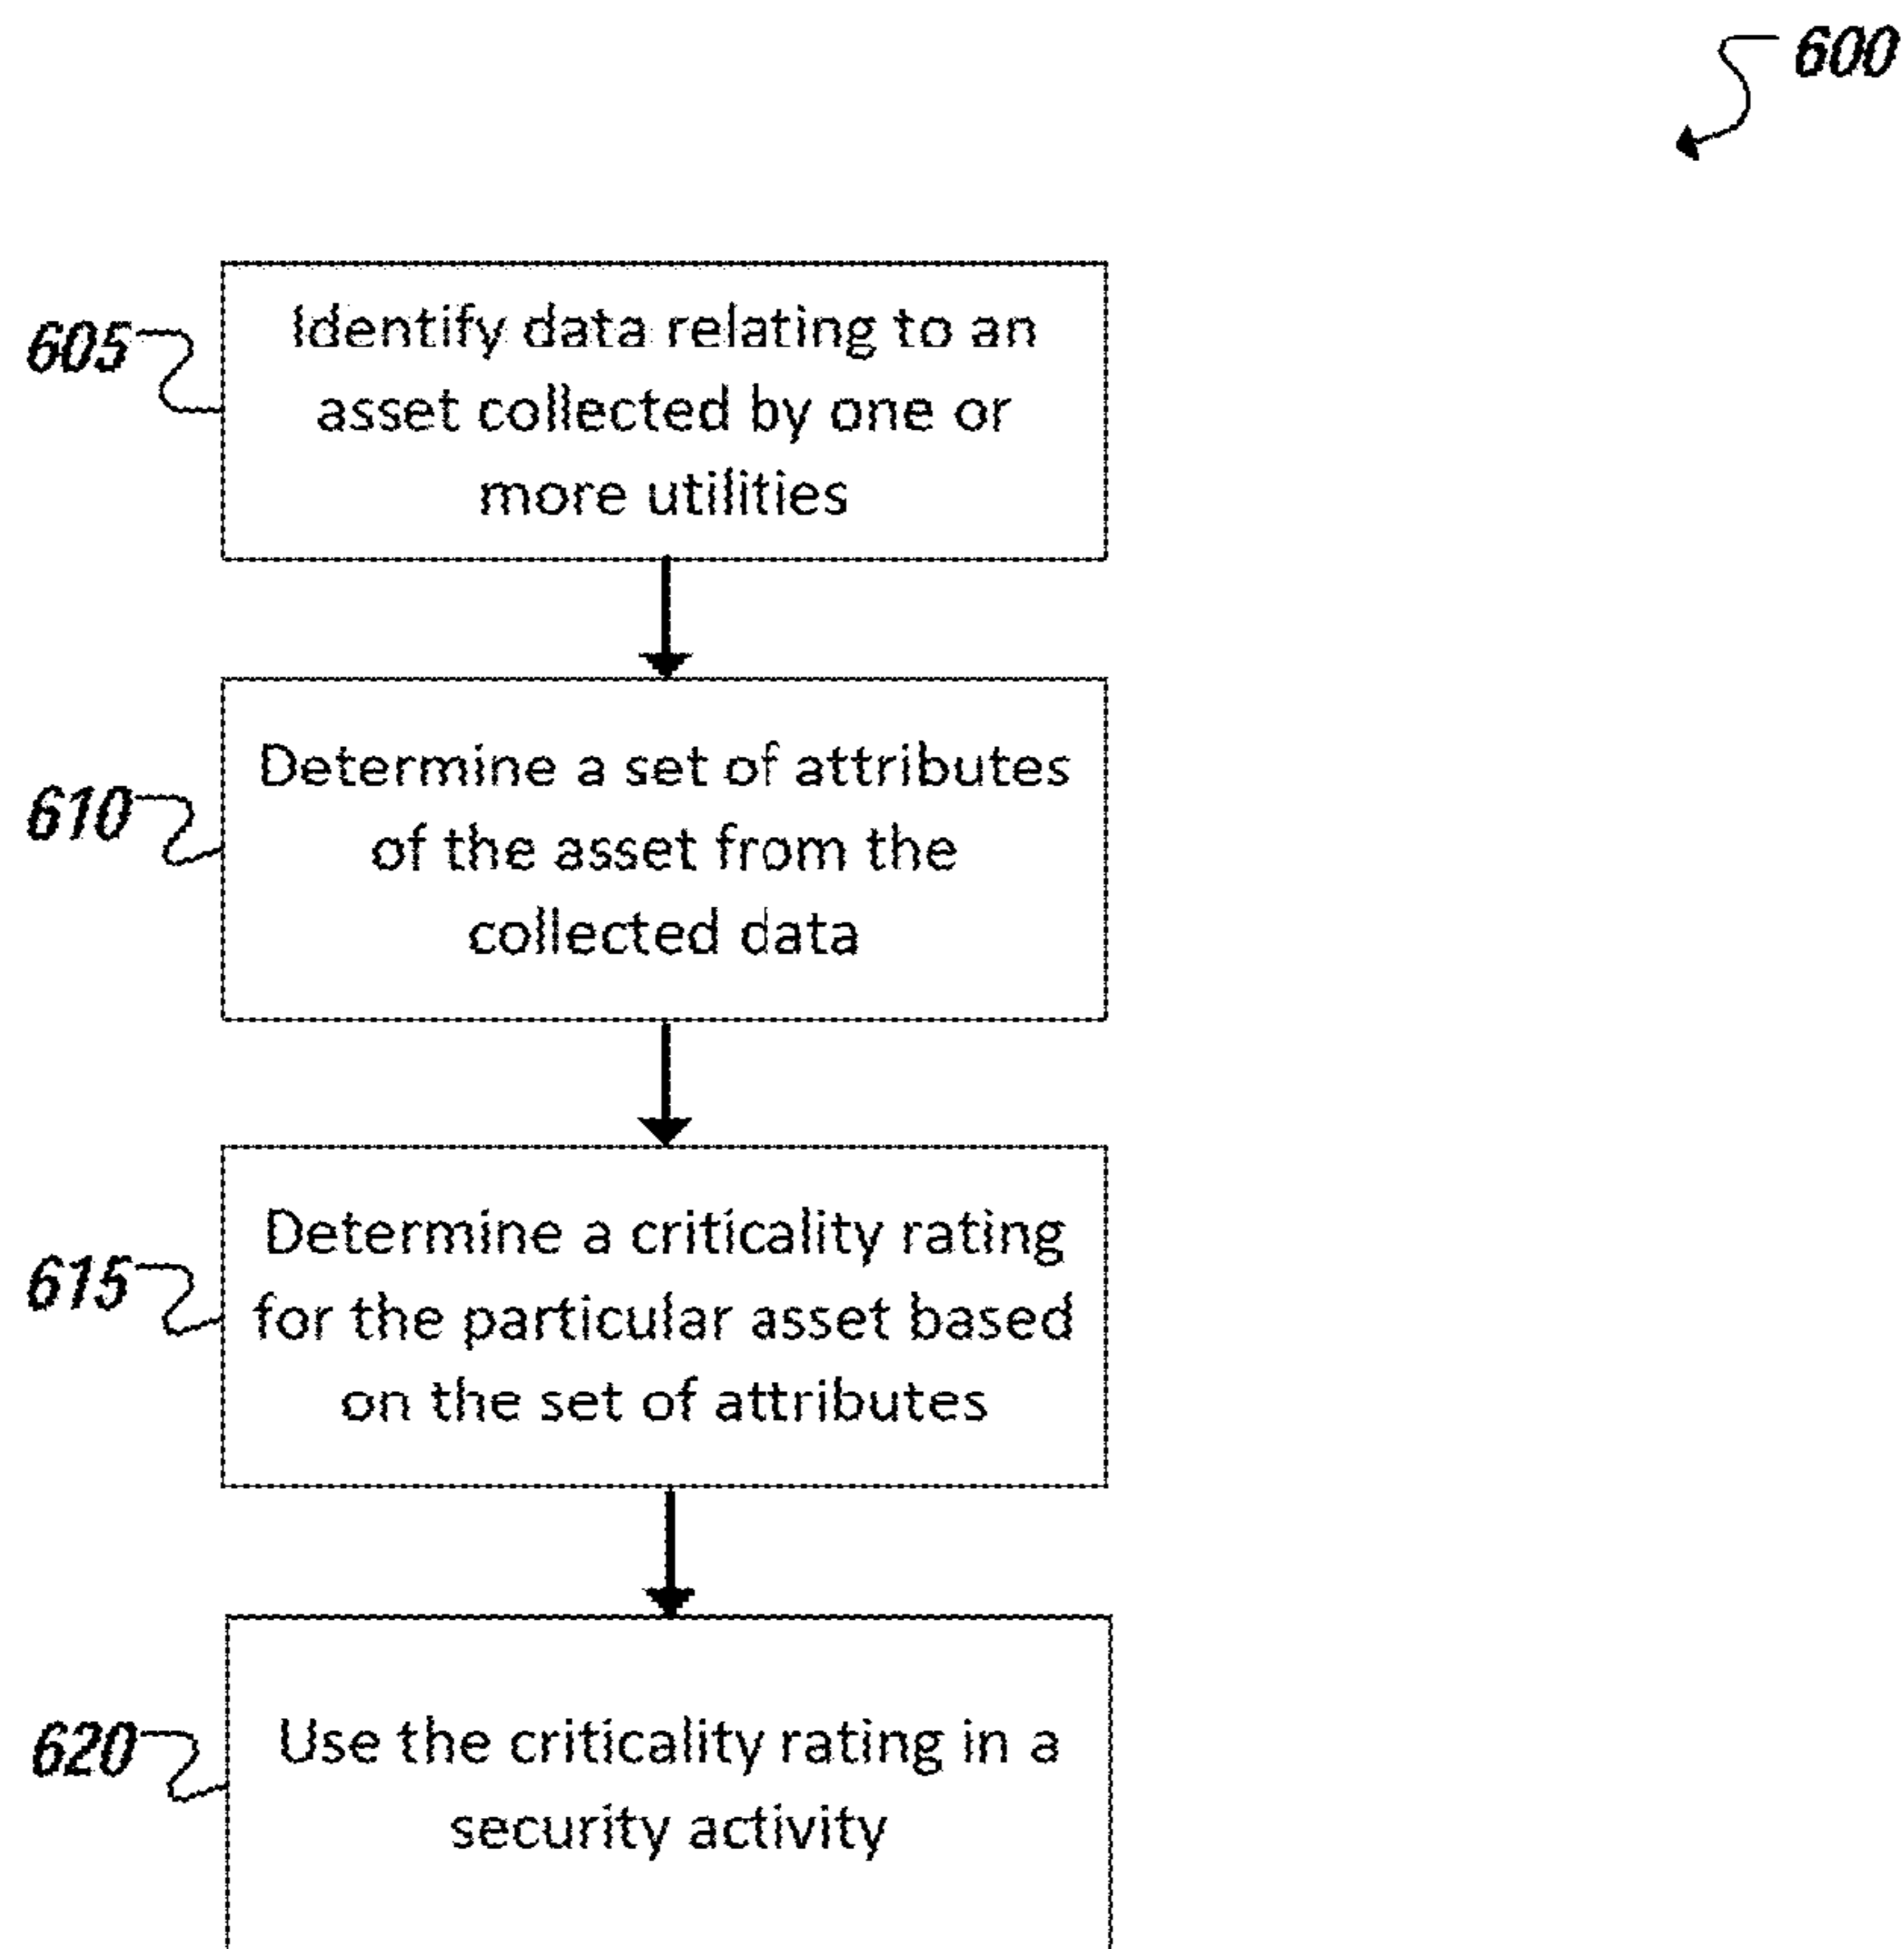 600
605
Identify data relating to an
asset collected by one or
more utilities
610
Determine a set of attributes
of the asset from the
collected data
615
Determine a criticality rating
for the particular asset based
on the set of attributes
620
Use the criticality rating in a
security activity